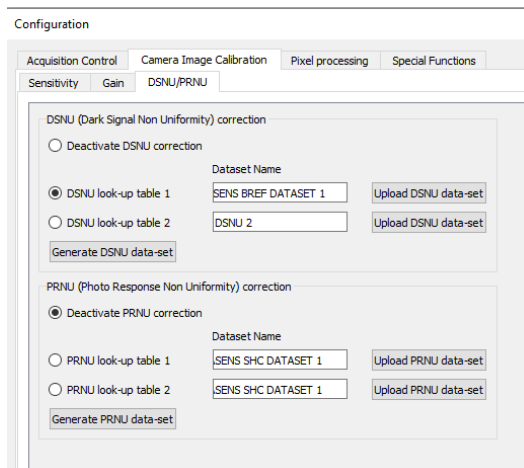 Configuration
Acquisition Control Camera Image Calibration Pixel processing Special Functions
Sensitivity Gain DSNU/PRNU
DSNU (Dark Signal Non Uniformity) correction
Deactivate DSNU correction
Dataset Name
DSNU look-up table 1 SENS BREF DATASET 1 Upload DSNU data-set
DSNU look-up table 2 DSNU 2 Upload DSNU data-set
Generate DSNU data-set
PRNU (Photo Response Non Uniformity) correction
Deactivate PRNU correction
Dataset Name
PRNU look-up table 1 SENS SHC DATASET 1 Upload PRNU data-set
PRNU look-up table 2 SENS SHC DATASET 1 Upload PRNU data-set
Generate PRNU data-set